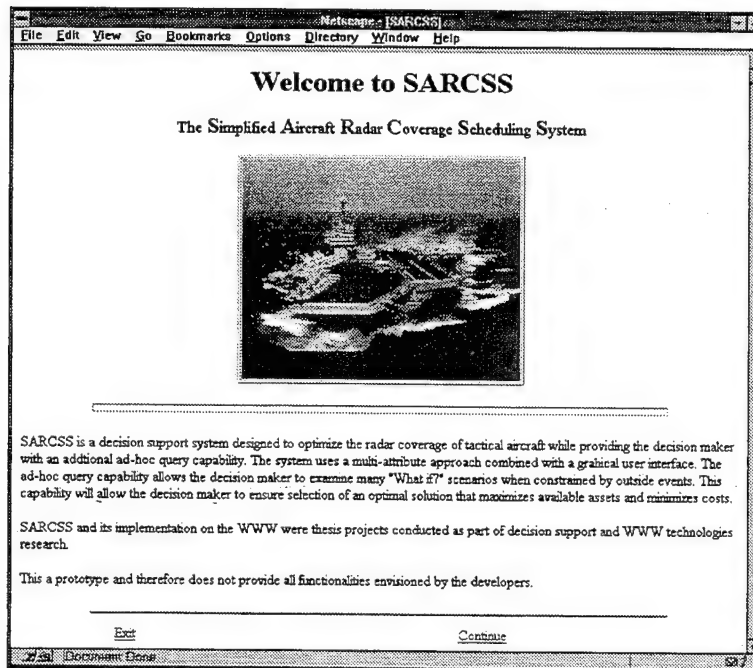 Netscape - [SARCSS]
File Edit View Go Bookmarks Options Directory Window Help
Welcome to SARCSS
The Simplified Aircraft Radar Coverage Scheduling System
SARCSS is a decision support system designed to optimize the radar coverage of tactical aircraft while providing the decision maker
with an addtional ad-hoc query capability. The system uses a multi-attribute approach combined with a grahical user interface. The
ad-hoc query capability allows the decision maker to examine many "What if?" scenarios when constrained by outside events. This
capability will allow the decision maker to ensure selection of an optimal solution that maximizes available assets and minimizes costs.
SARCSS and its implementation on the WWW were thesis projects conducted as part of decision support and WWW technologies
research.
This a prototype and therefore does not provide all functionalities envisioned by the developers.
Exit Continue
Document Done